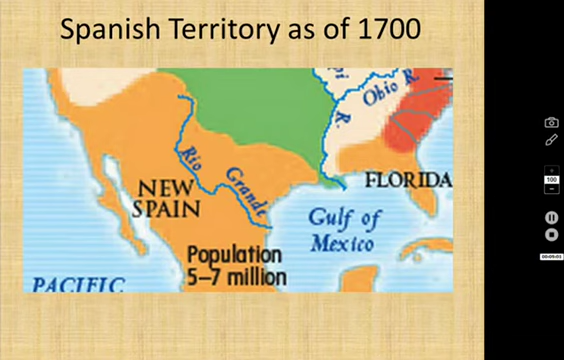 Spanish Territory as of 1700
Ohio R.
R.
Rio
Grande
NEW
SPAIN
FLORIDA
Gulf of
Mexico
Population
5–7 million
PACIFIC
100